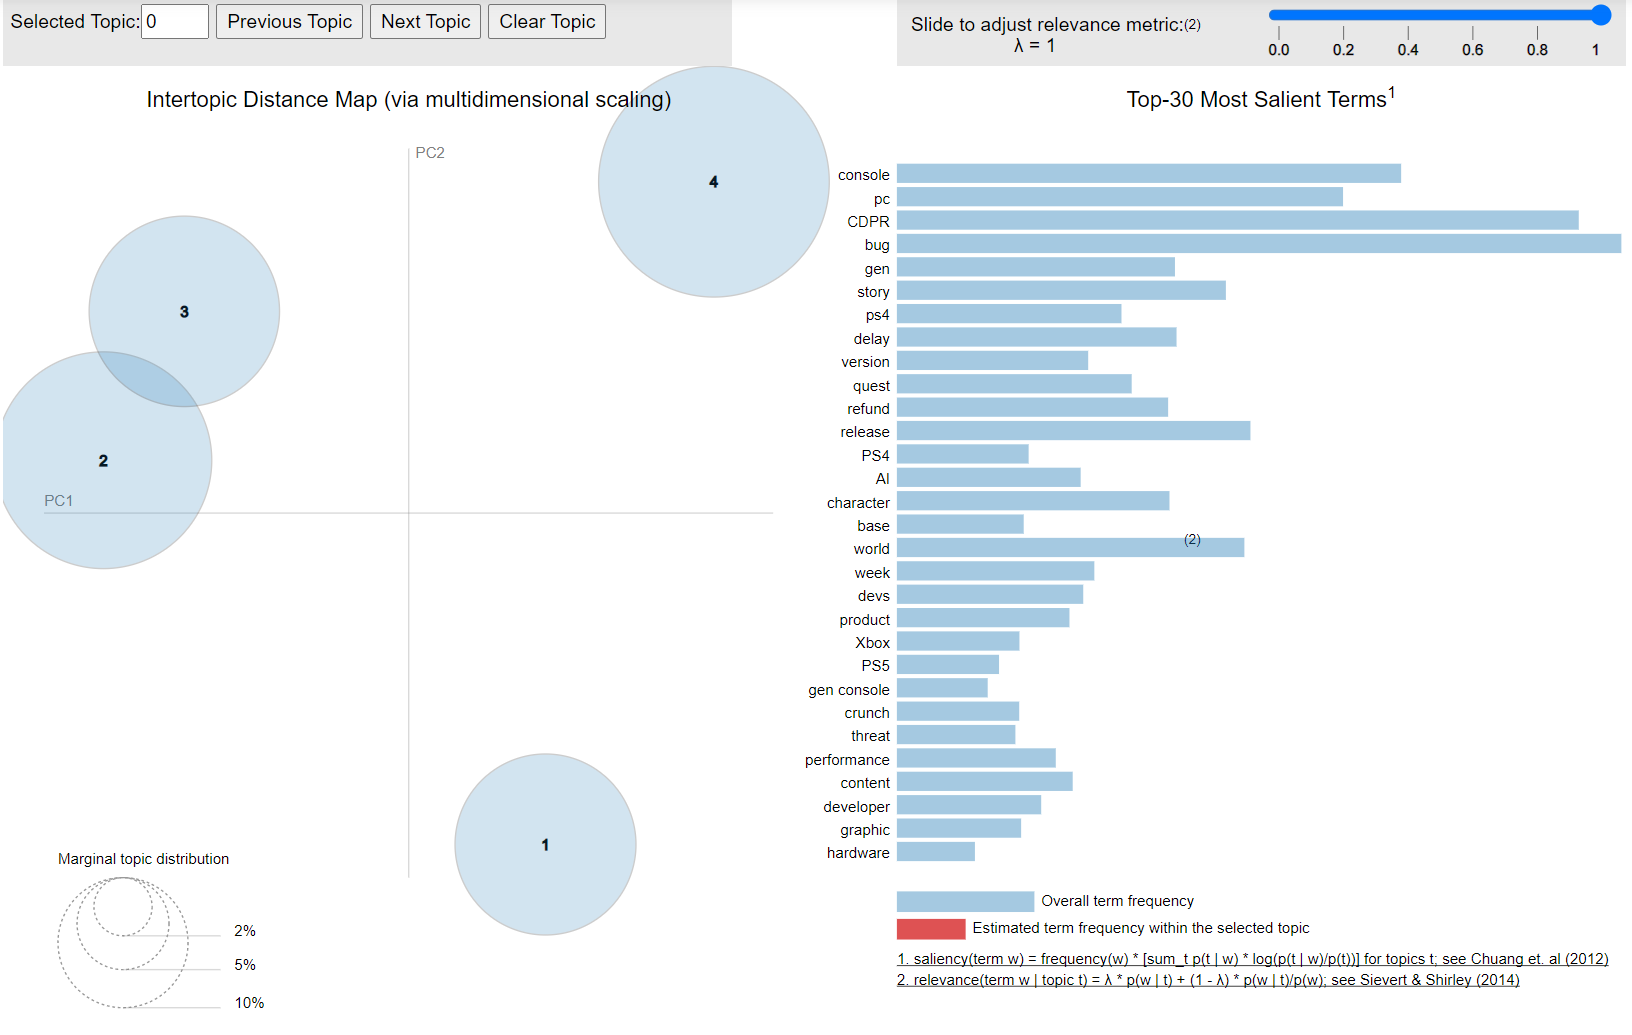 Selected Topic: 0 Previous Topic Next Topic Clear Topic
Slide to adjust relevance metric:(2)
λ = 1
0.0 0.2 0.4 0.6 0.8 1
Intertopic Distance Map (via multidimensional scaling)
PC2
PC1
4
3
2
1
Marginal topic distribution
2%
5%
10%
Top-30 Most Salient Terms1
console
pc
CDPR
bug
gen
story
ps4
delay
version
quest
refund
release
PS4
AI
character
base
(2)
world
week
devs
product
Xbox
PS5
gen console
crunch
threat
performance
content
developer
graphic
hardware
Overall term frequency
Estimated term frequency within the selected topic
1. saliency(term w) = frequency(w) * [sum_t p(t | w) * log(p(t | w)/p(t))] for topics t; see Chuang et. al (2012)
2. relevance(term w | topic t) = λ * p(w | t) + (1 - λ) * p(w | t)/p(w); see Sievert & Shirley (2014)